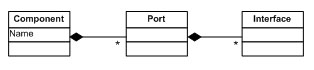 Component
Port
Interface
Name
*
*